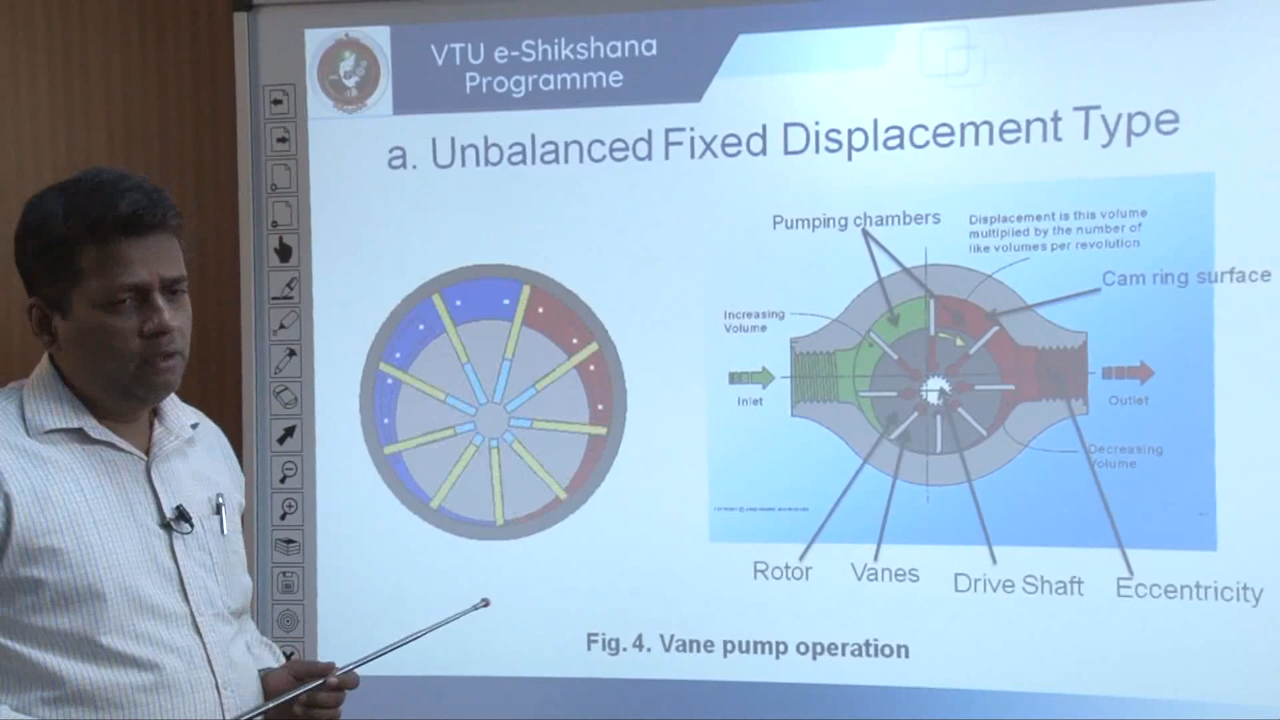 VTU e-Shikshana
Programme
a. Unbalanced Fixed Displacement Type
Pumping chambers
Displacement is this volume
multiplied by the number of
like volumes per revolution
Cam ring surface
Increasing
Volume
Inlet
Outlet
Decreasing
Volume
Rotor
Vanes
Drive Shaft
Eccentricity
Fig. 4. Vane pump operation